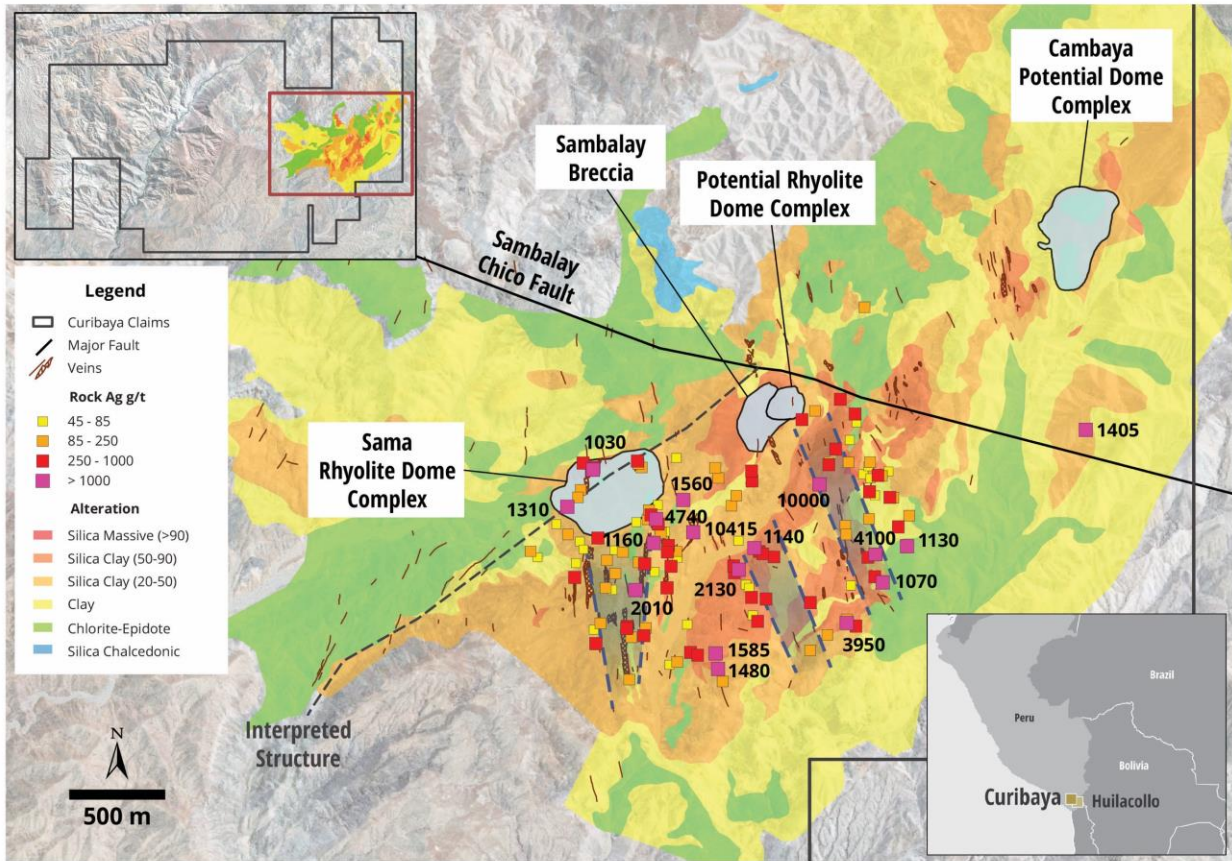 Cambaya
Potential Dome
Complex
Sambalay
Breccia
Potential Rhyolite
Dome Complex
Sambalay
Chico Fault
Legend
Curibaya Claims
Major Fault
Veins
Rock Ag g/t
45 - 85
85 - 250
250 - 1000
> 1000
Alteration
Silica Massive (>90)
Silica Clay (50-90)
Silica Clay (20-50)
Clay
Chlorite-Epidote
Silica Chalcedonic
Sama
Rhyolite Dome
Complex
1030
1405
1560
10000
1310
4740
10415
1160
1140
4100
1130
2130
1070
2010
3950
1585
1480
Interpreted
Structure
N
500 m
Brazil
Peru
Bolivia
Curibaya
Huilacollo